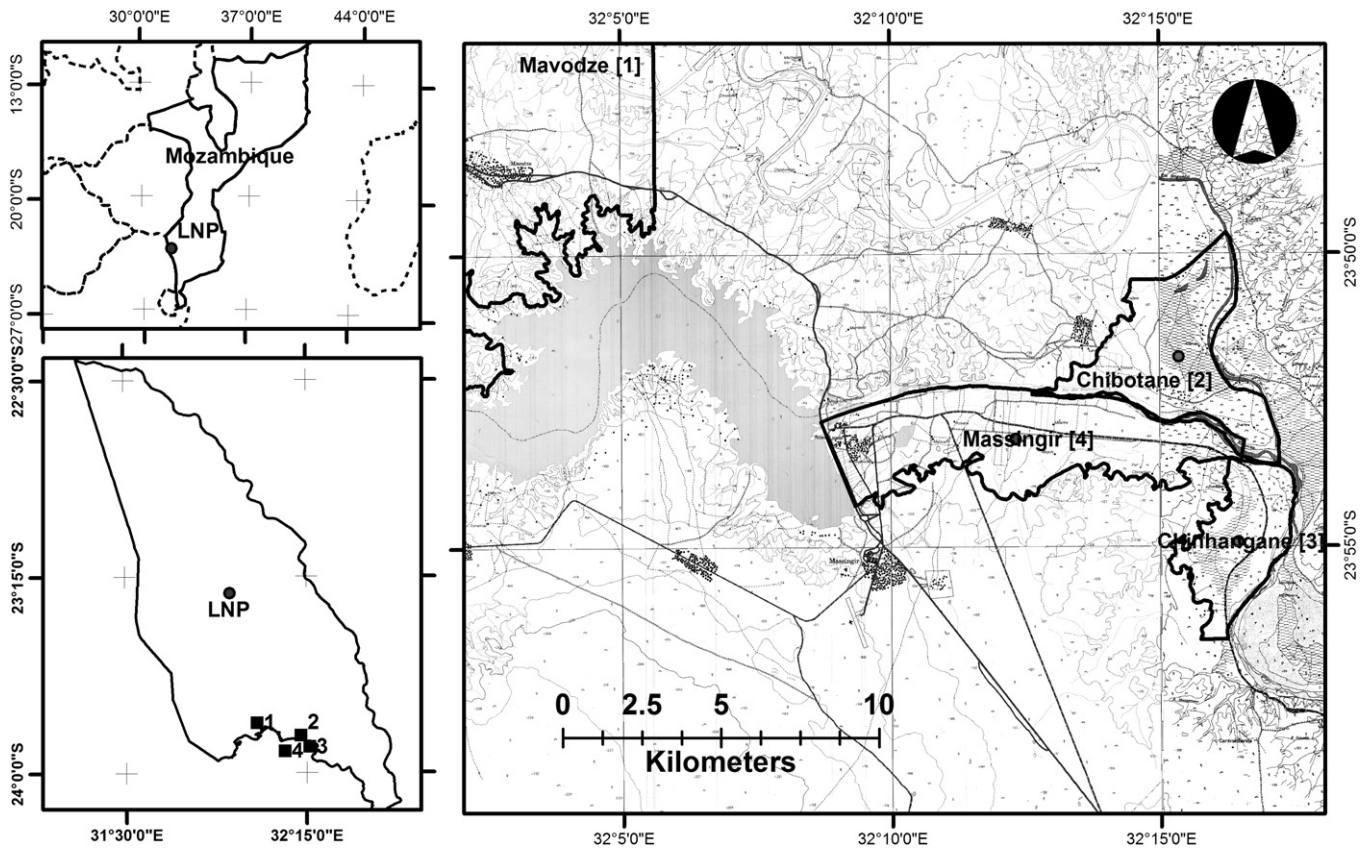 30°0'0"E 37°0'0"E 44°0'0"E
13°0'0"S
20°0'0"S
27°0'0"S
Mozambique
LNP
22°30'0"S
23°15'0"S
24°0'0"S
LNP
1
2
3
4
31°30'0"E 32°15'0"E
32°5'0"E 32°10'0"E 32°15'0"E
Mavodze [1]
23°50'0"S
Chibotane [2]
Massingir [4]
Chinhangane [3]
23°55'0"S
Massingir
0 2.5 5 10
Kilometers
32°5'0"E 32°10'0"E 32°15'0"E